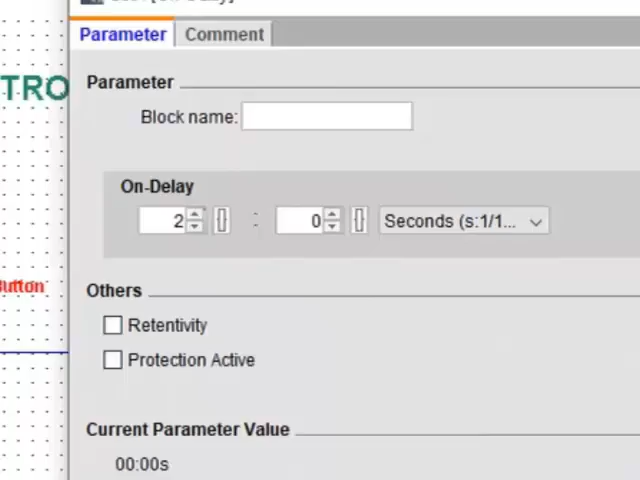 Parameter Comment
TRO
Parameter
Block name:
On-Delay
2 : 0 Seconds (s:1/1...
Button
Others
Retentivity
Protection Active
Current Parameter Value
00:00s